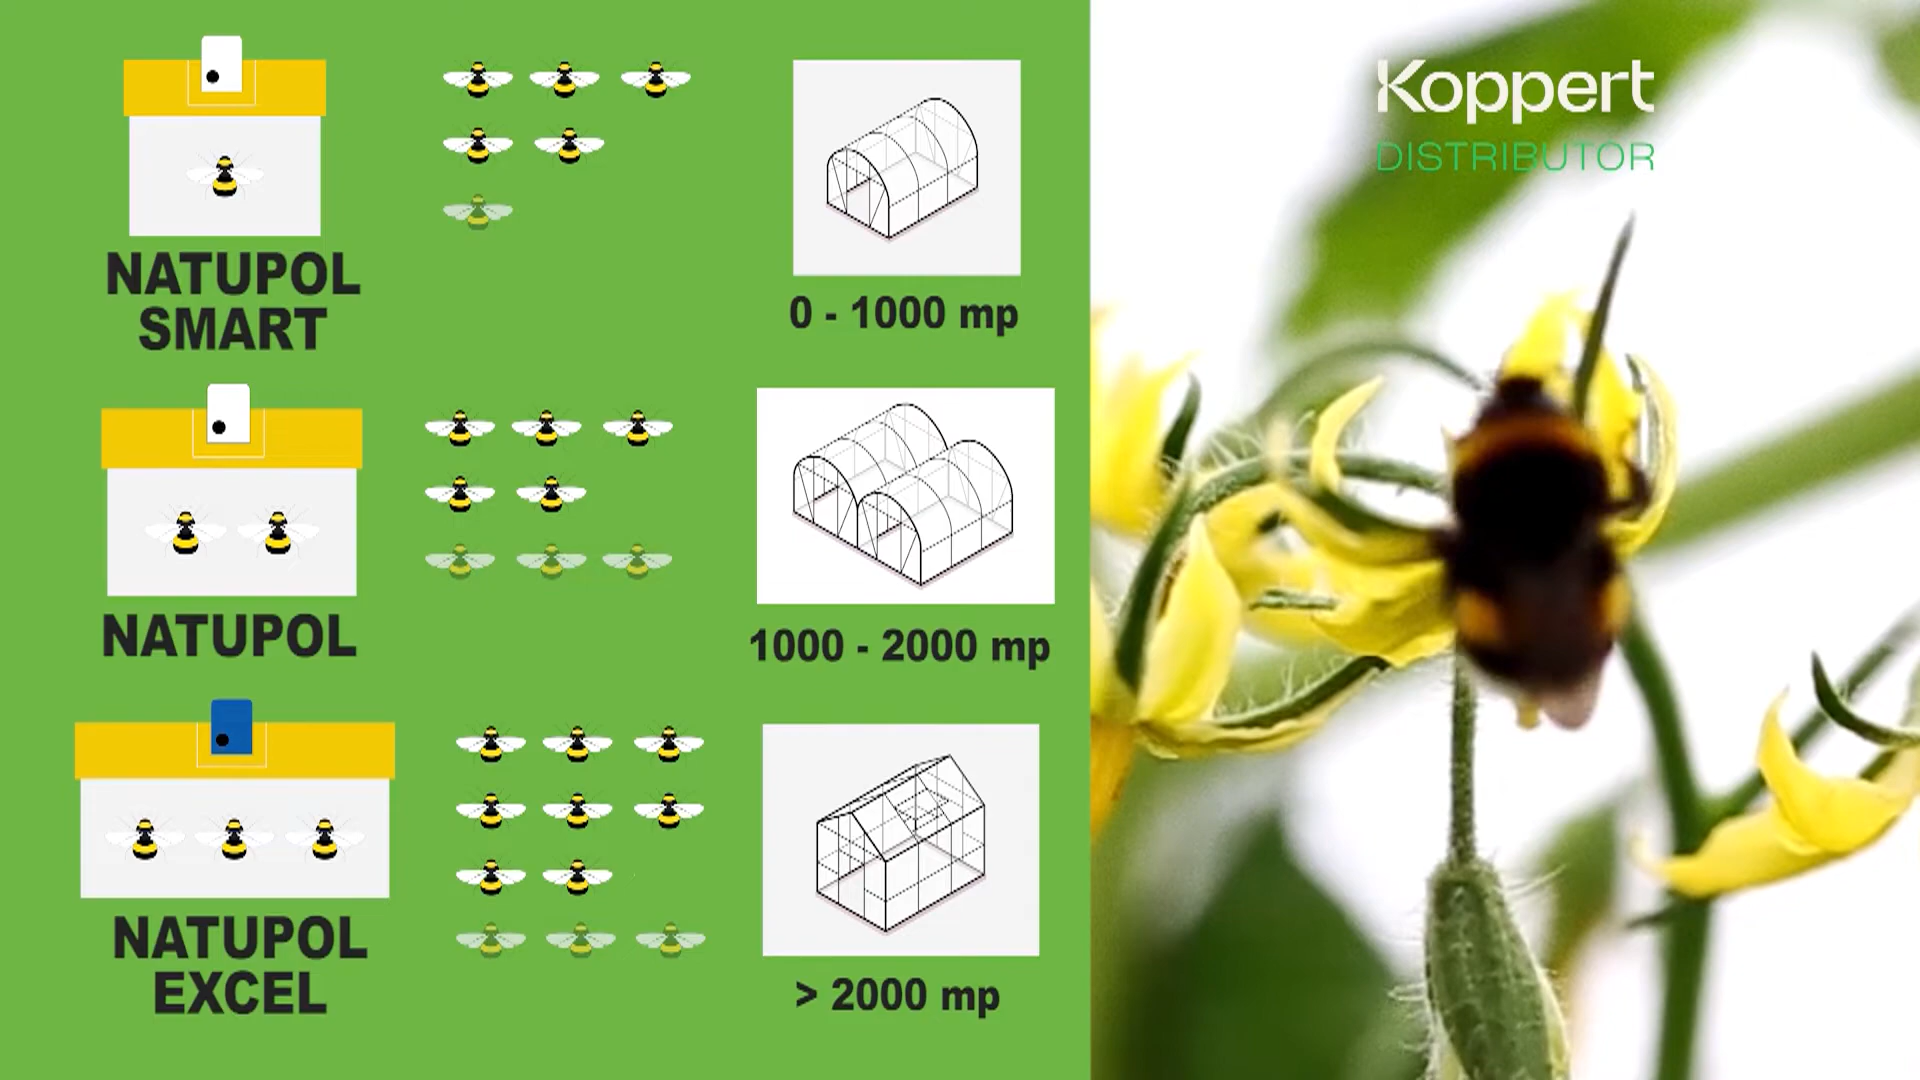 NATUPOL
SMART
0 - 1000 mp
NATUPOL
1000 - 2000 mp
NATUPOL
EXCEL
> 2000 mp
Koppert
DISTRIBUTOR